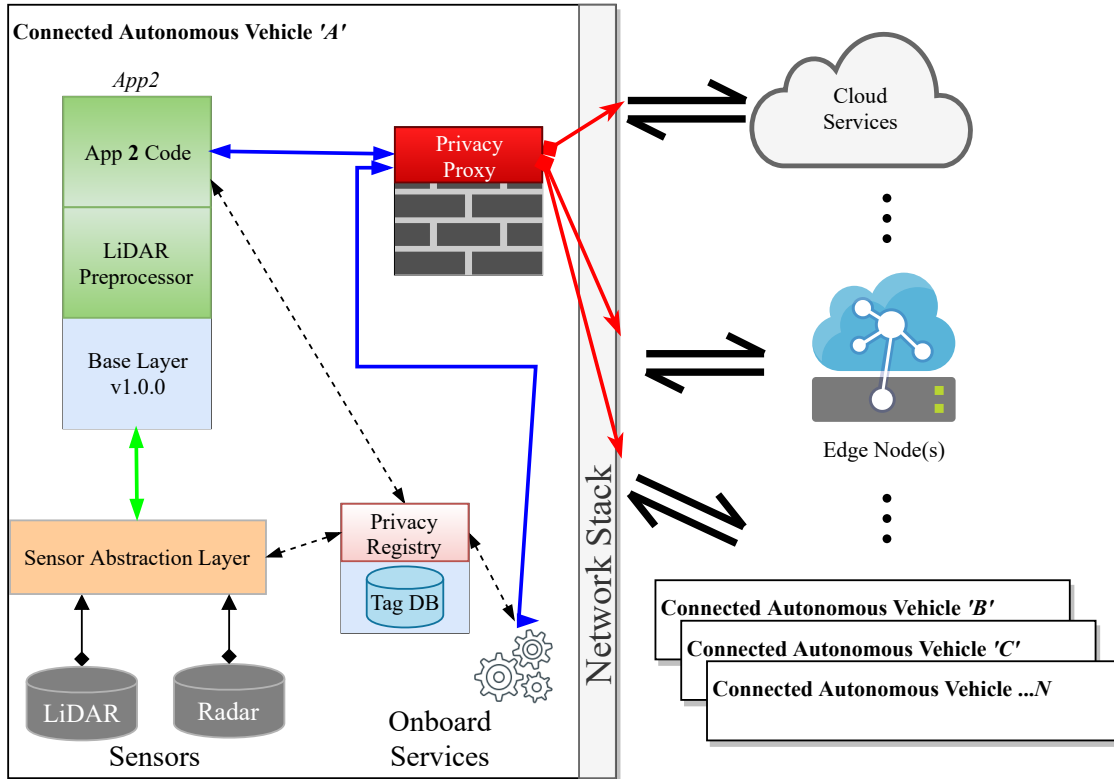 Connected Autonomous Vehicle 'A'
App2
App 2 Code
LiDAR
Preprocessor
Base Layer
v1.0.0
Sensor Abstraction Layer
LiDAR
Radar
Sensors
Privacy
Proxy
Privacy
Registry
Tag DB
Onboard
Services
Network Stack
Cloud
Services
Edge Node(s)
Connected Autonomous Vehicle 'B'
Connected Autonomous Vehicle 'C'
Connected Autonomous Vehicle ...N